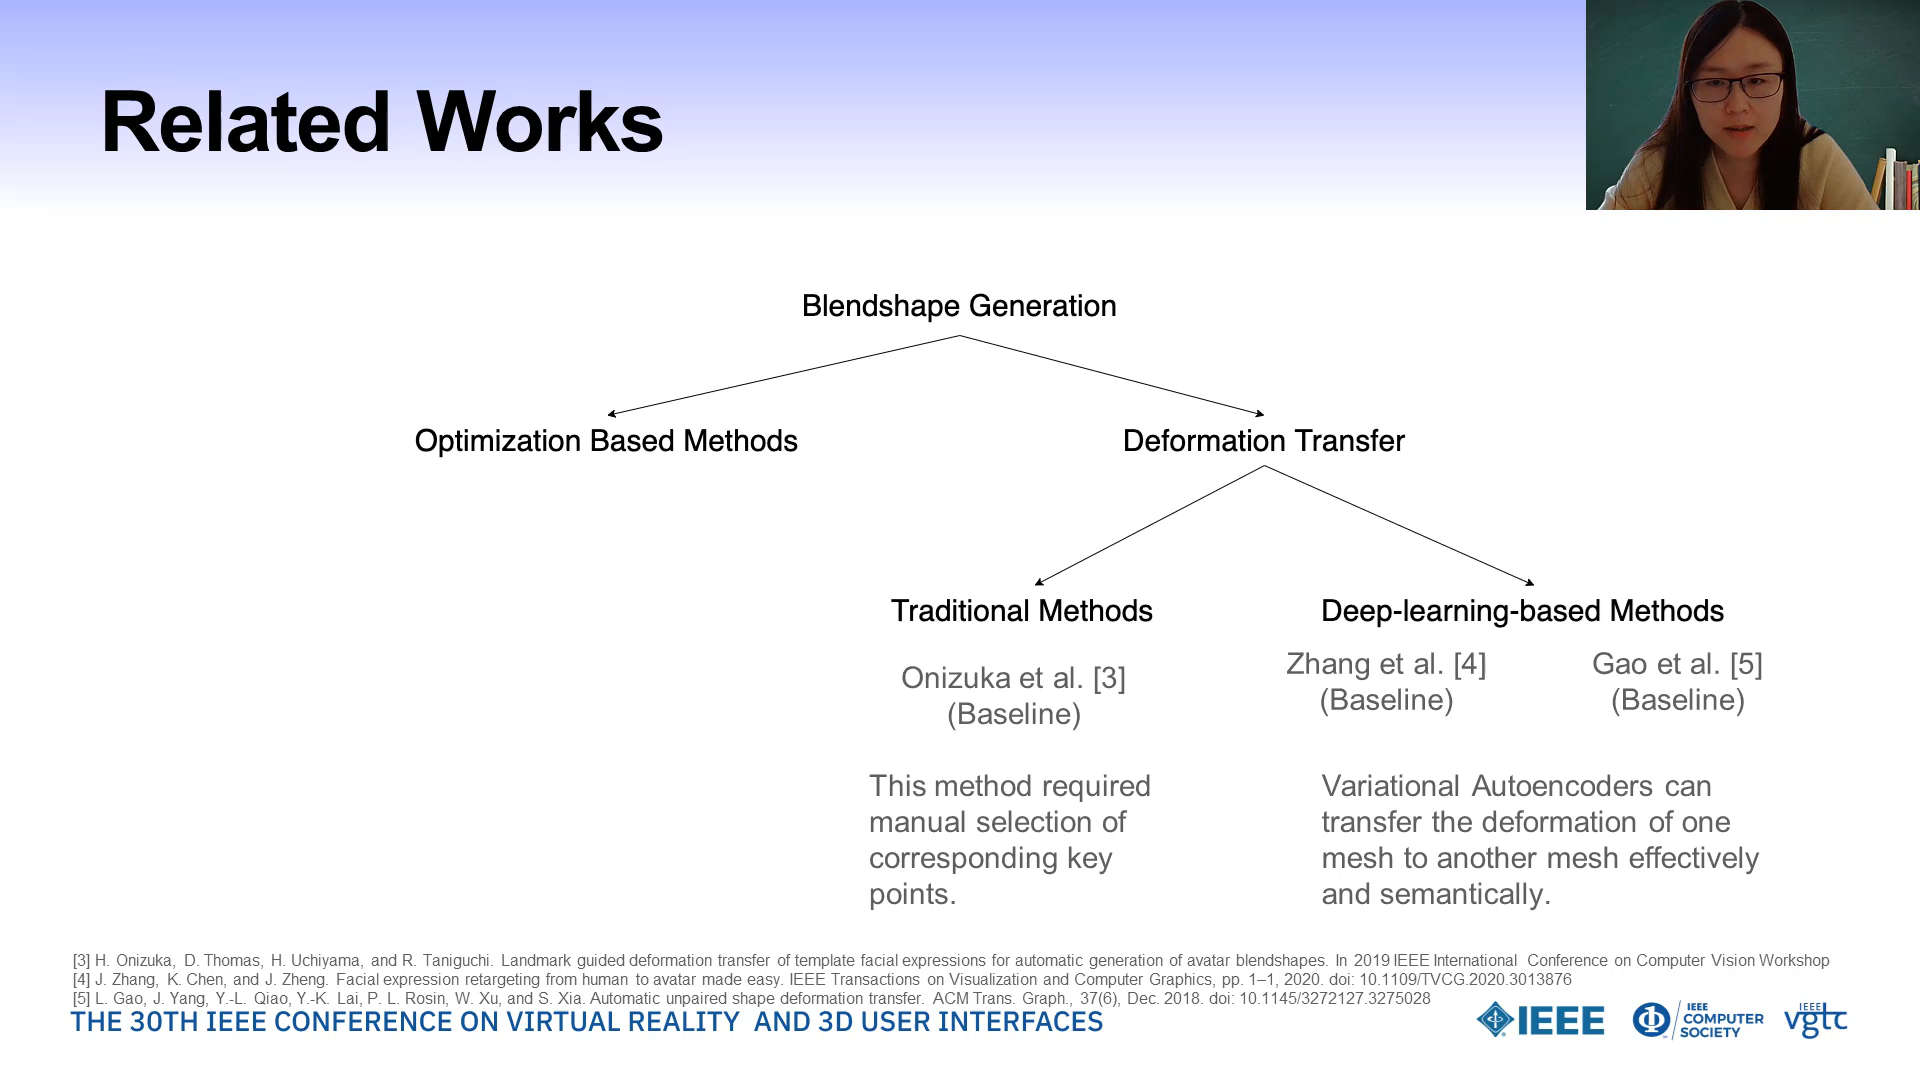 Related Works
Blendshape Generation
Optimization Based Methods
Deformation Transfer
Traditional Methods
Deep-learning-based Methods
Onizuka et al. [3]
(Baseline)
Zhang et al. [4]
(Baseline)
Gao et al. [5]
(Baseline)
This method required
manual selection of
corresponding key
points.
Variational Autoencoders can
transfer the deformation of one
mesh to another mesh effectively
and semantically.
[3] H. Onizuka, D. Thomas, H. Uchiyama, and R. Taniguchi. Landmark guided deformation transfer of template facial expressions for automatic generation of avatar blendshapes. In 2019 IEEE International Conference on Computer Vision Workshop
[4] J. Zhang, K. Chen, and J. Zheng. Facial expression retargeting from human to avatar made easy. IEEE Transactions on Visualization and Computer Graphics, pp. 1–1, 2020. doi: 10.1109/TVCG.2020.3013876
[5] L. Gao, J. Yang, Y.-L. Qiao, Y.-K. Lai, P. L. Rosin, W. Xu, and S. Xia. Automatic unpaired shape deformation transfer. ACM Trans. Graph., 37(6), Dec. 2018. doi: 10.1145/3272127.3275028
THE 30TH IEEE CONFERENCE ON VIRTUAL REALITY AND 3D USER INTERFACES
IEEE
IEEE
COMPUTER
SOCIETY
IEEE
vgtc